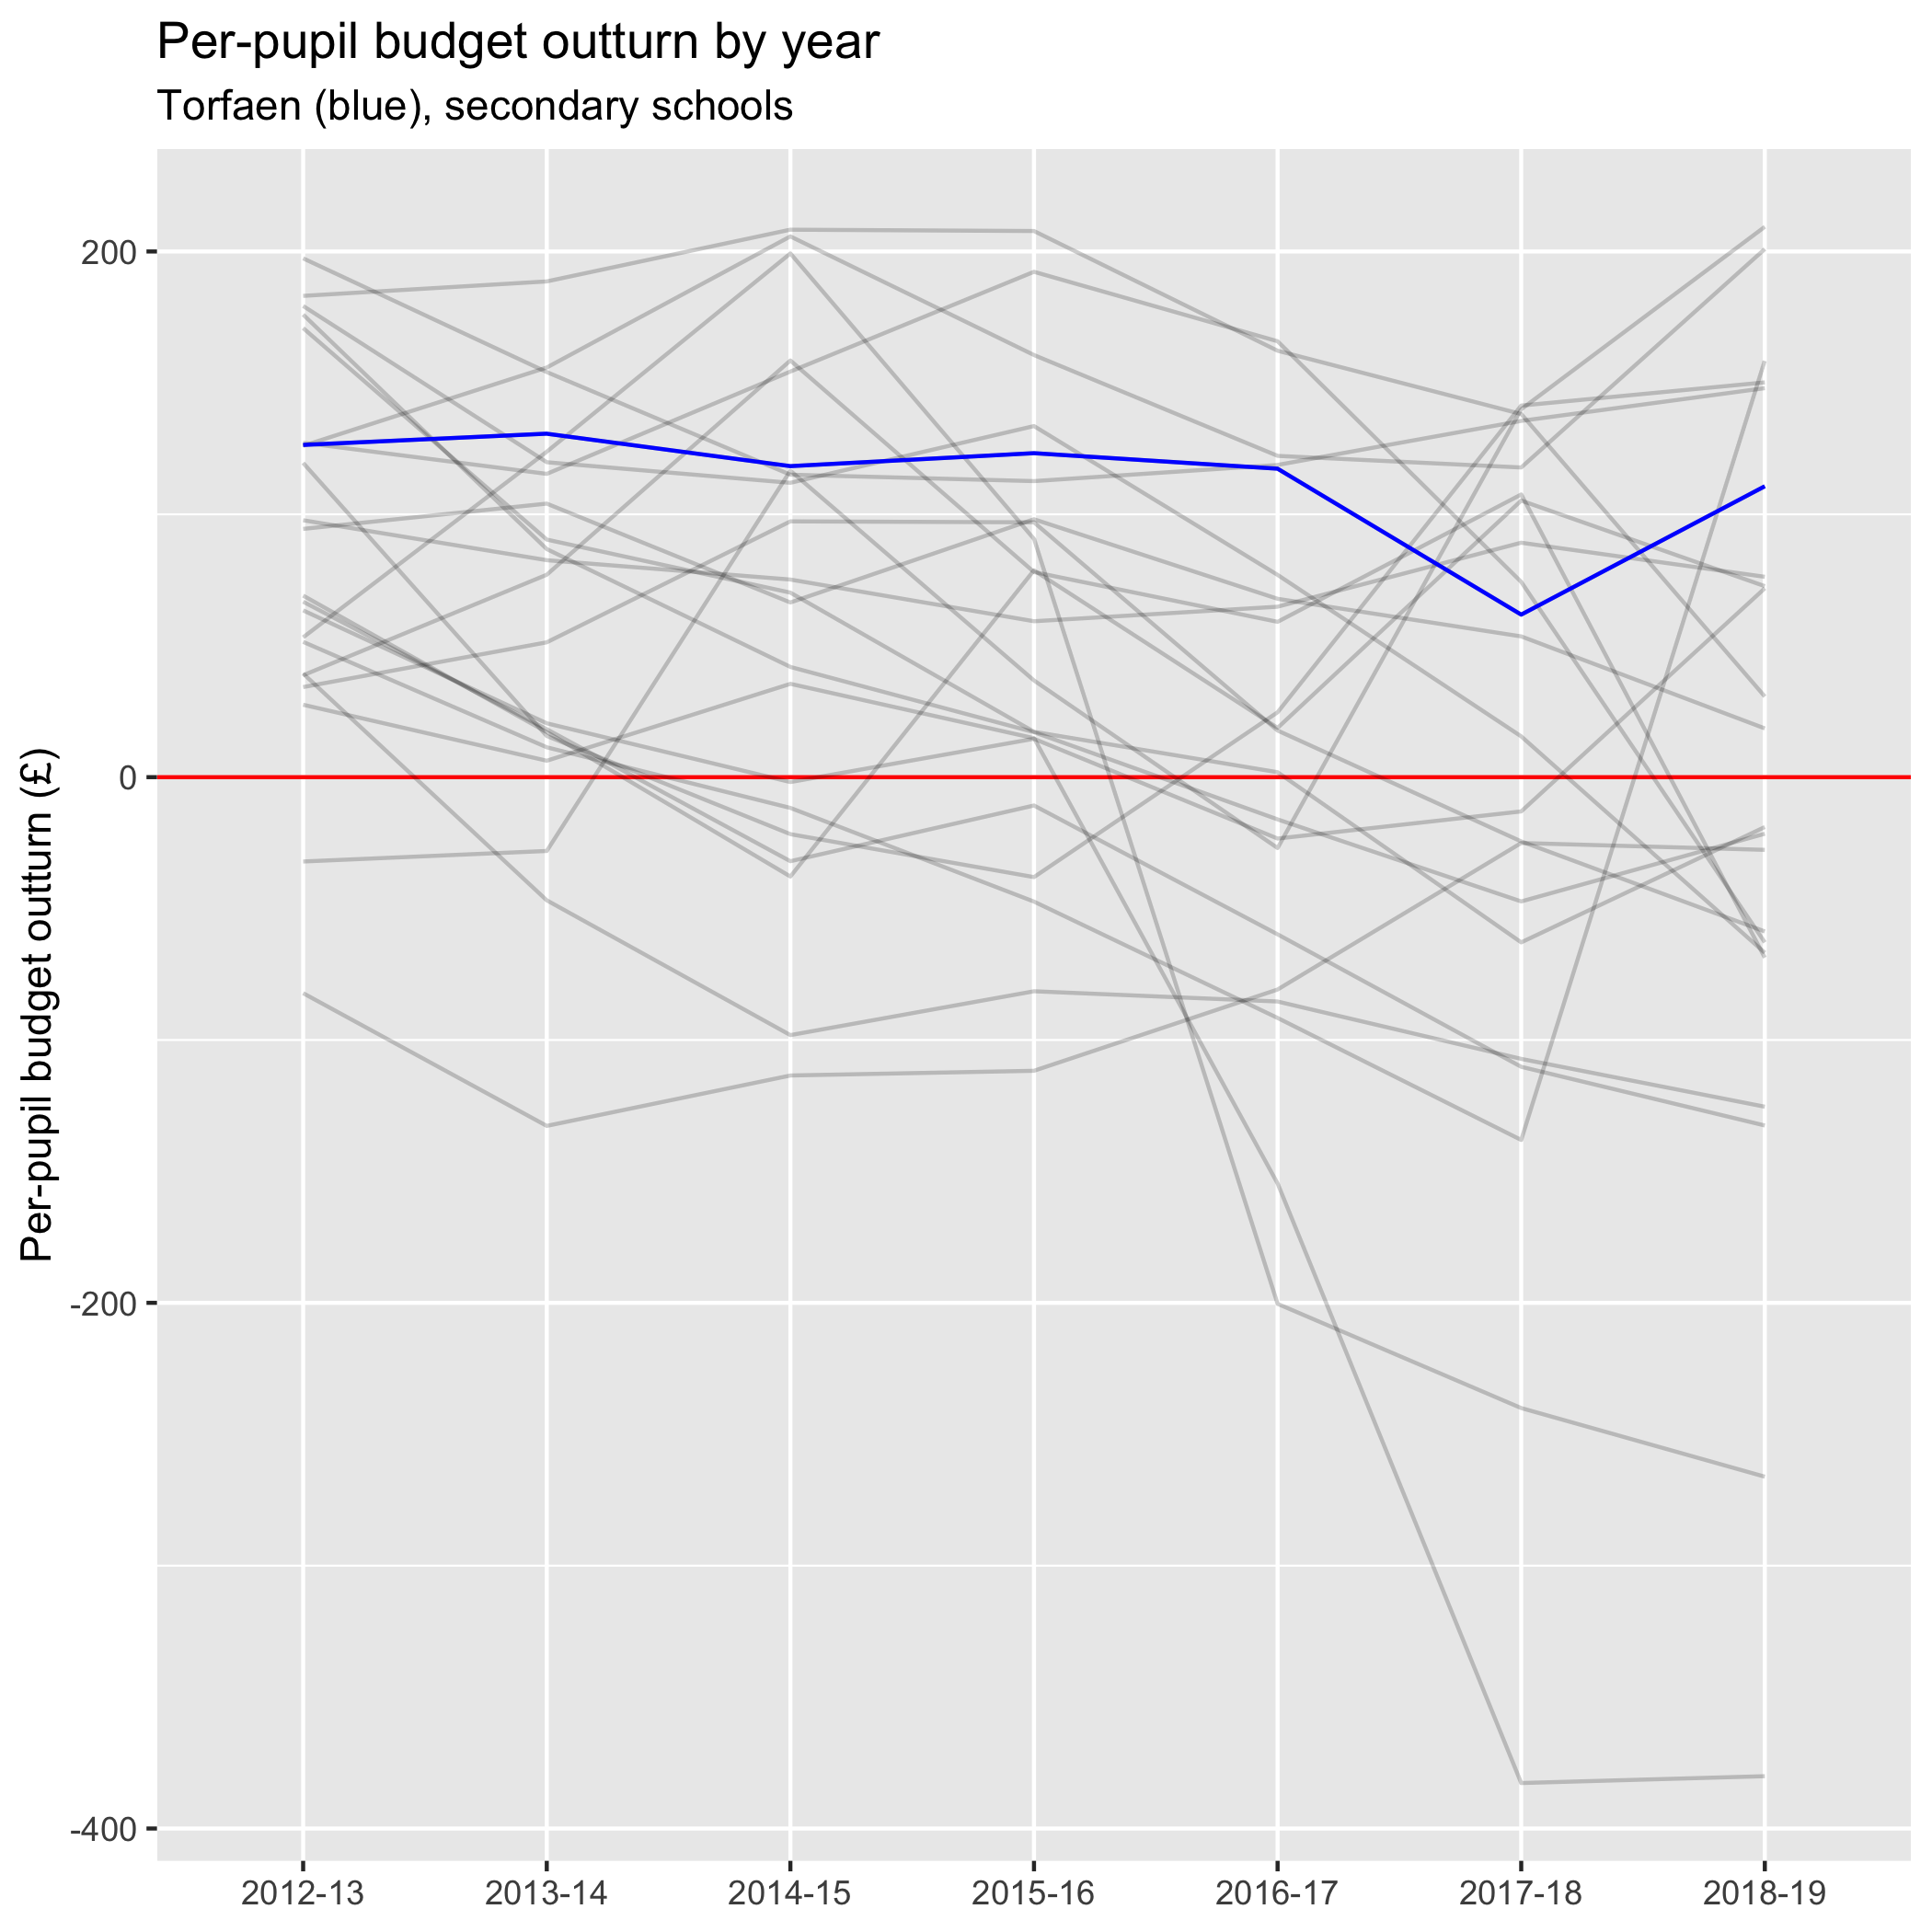 Per-pupil budget outturn by year
Torfaen (blue), secondary schools
Per-pupil budget outturn (£)
200
0
-200
-400
2012-13 2013-14 2014-15 2015-16 2016-17 2017-18 2018-19